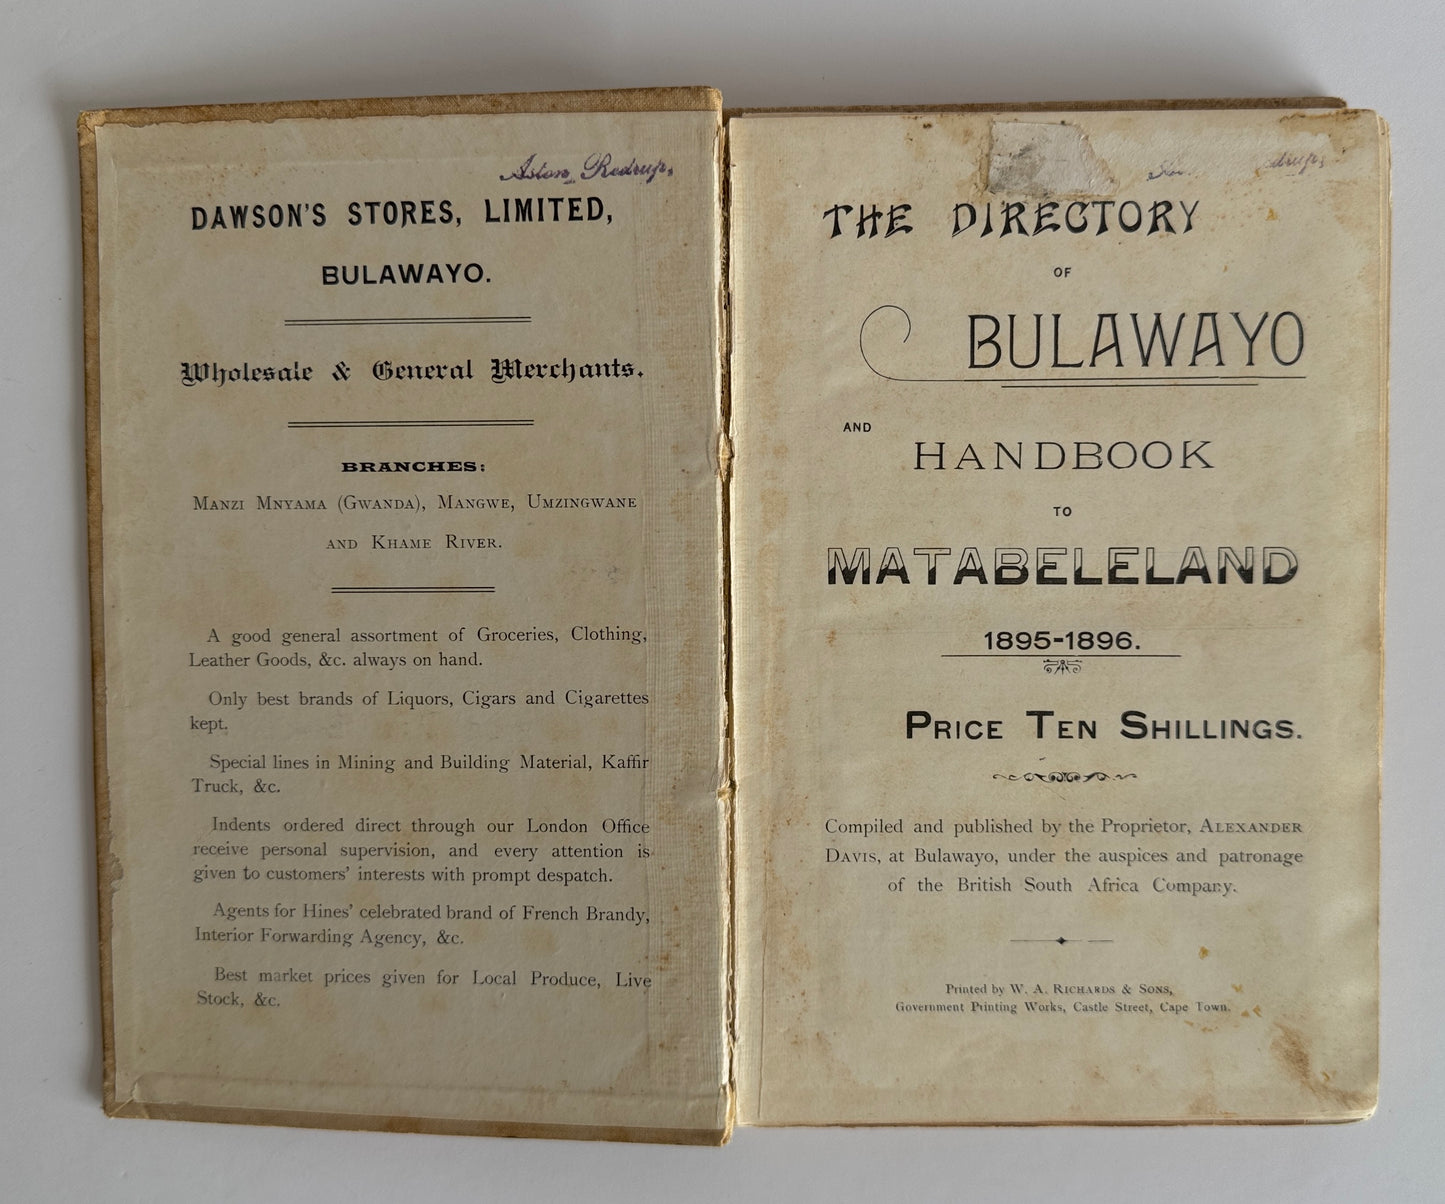 Aston Redrup.
DAWSON'S STORES, LIMITED,
BULAWAYO.
Wholesale & General Merchants.
BRANCHES:
MANZI MNYAMA (GWANDA), MANGWE, UMZINGWANE
AND KHAME RIVER.
A good general assortment of Groceries, Clothing,
Leather Goods, &c. always on hand.
Only best brands of Liquors, Cigars and Cigarettes
kept.
Special lines in Mining and Building Material, Kaffir
Truck, &c.
Indents ordered direct through our London Office
receive personal supervision, and every attention is
given to customers' interests with prompt despatch.
Agents for Hines' celebrated brand of French Brandy,
Interior Forwarding Agency, &c.
Best market prices given for Local Produce, Live
Stock, &c.
THE DIRECTORY
OF
BULAWAYO
AND
HANDBOOK
TO
MATABELELAND
1895-1896.
PRICE TEN SHILLINGS.
Compiled and published by the Proprietor, ALEXANDER
DAVIS, at Bulawayo, under the auspices and patronage
of the British South Africa Company.
Printed by W. A. RICHARDS & SONS,
Government Printing Works, Castle Street, Cape Town.